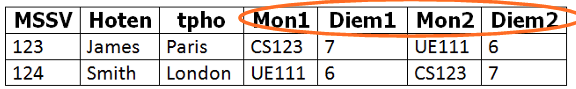 MSSV Hoten tpho Mon1 Diem1 Mon2 Diem2
123 James Paris CS123 7 UE111 6
124 Smith London UE111 6 CS123 7